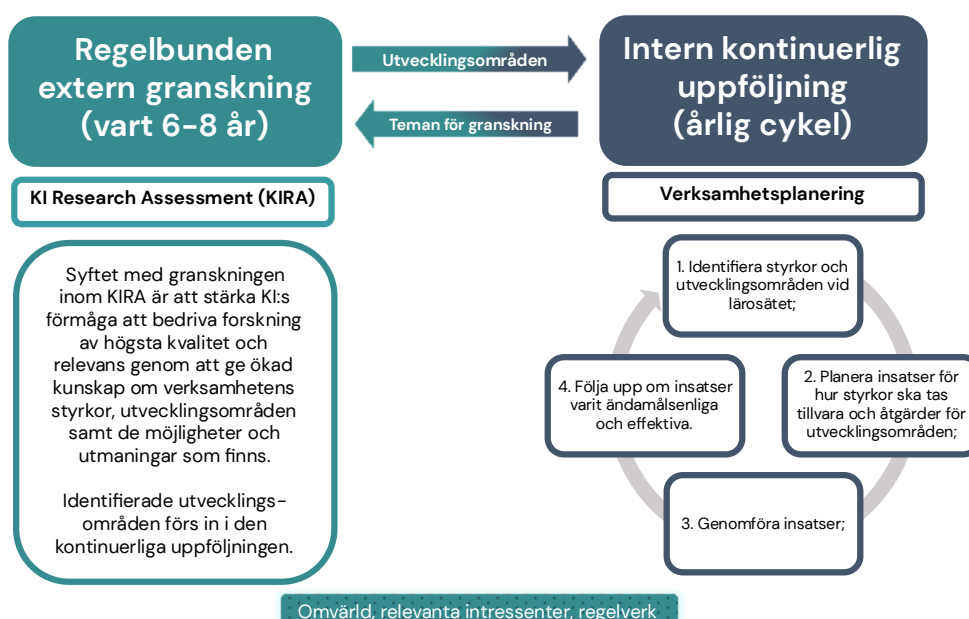 Regelbunden
extern granskning
(vart 6-8 år)
Utvecklingsområden
Teman för granskning
Intern kontinuerlig
uppföljning
(årlig cykel)
KI Research Assessment (KIRA)
Verksamhetsplanering
Syftet med granskningen
inom KIRA är att stärka KI:s
förmåga att bedriva forskning
av högsta kvalitet och
relevans genom att ge ökad
kunskap om verksamhetens
styrkor, utvecklingsområden
samt de möjligheter och
utmaningar som finns.
Identifierade utvecklings-
områden förs in i den
kontinuerliga uppföljningen.
1. Identifiera styrkor och
utvecklingsområden vid
lärosätet;
2. Planera insatser för
hur styrkor ska tas
tillvara och åtgärder för
utvecklingsområden;
3. Genomföra insatser;
4. Följa upp om insatser
varit ändamålsenliga
och effektiva.
Omvärld, relevanta intressenter, regelverk